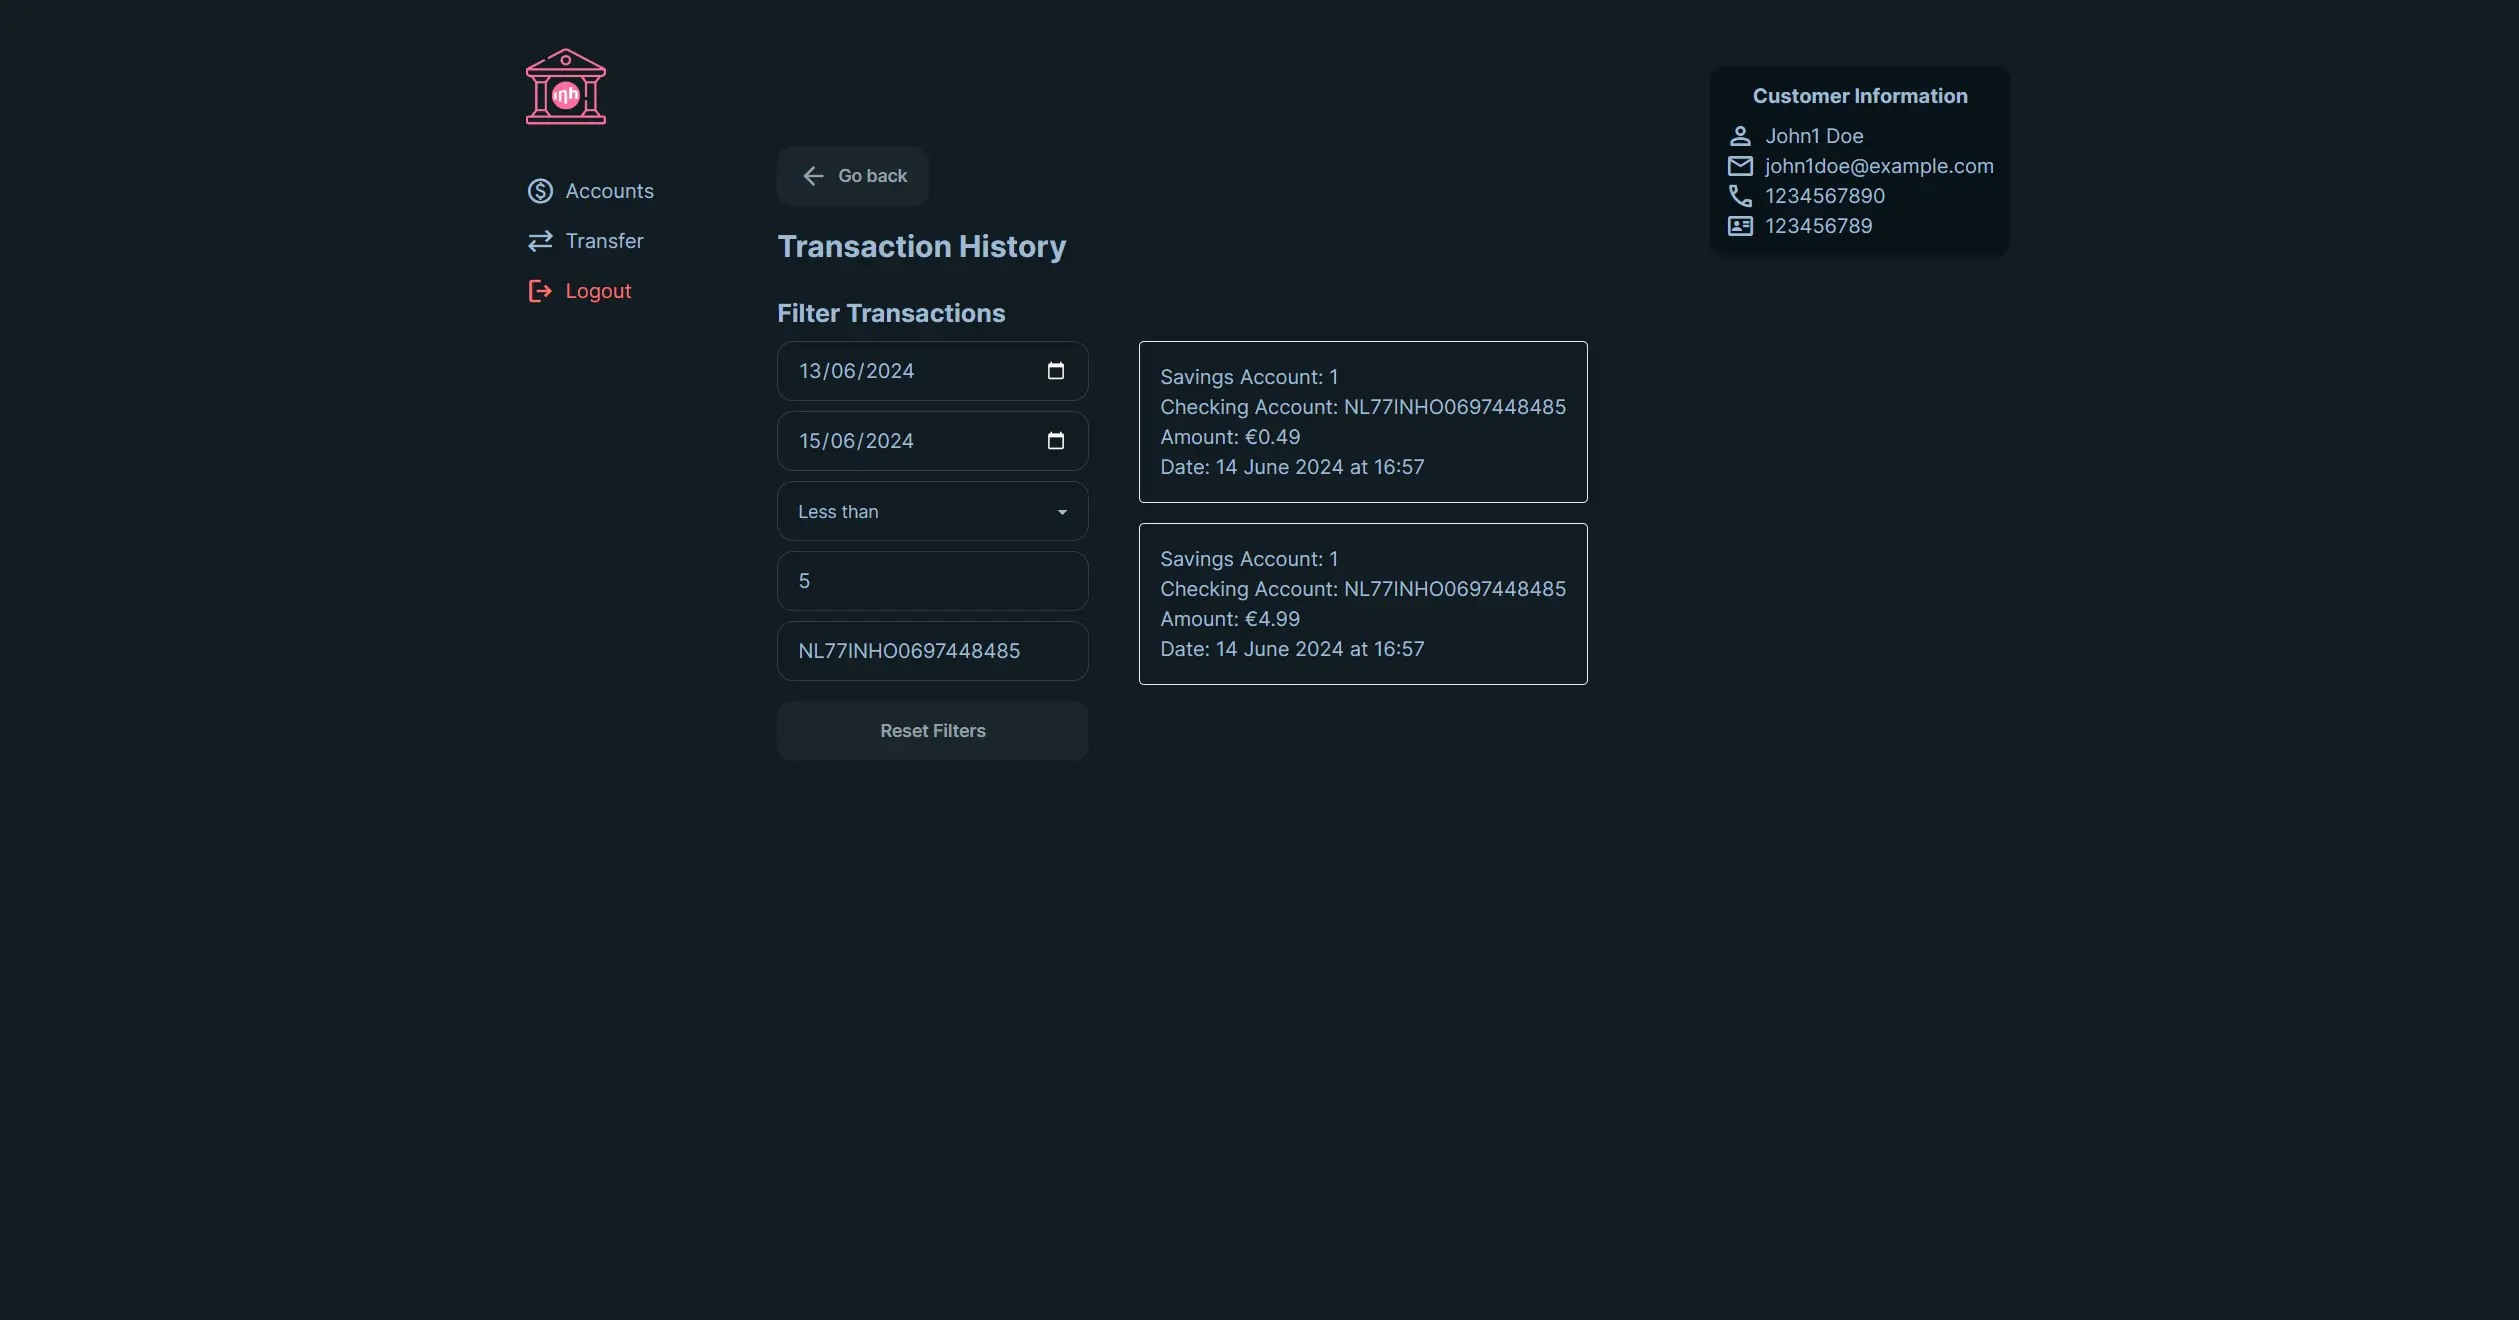 inh
Accounts
Transfer
Logout
Go back
Transaction History
Filter Transactions
13/06/2024
15/06/2024
Less than
5
NL77INHO0697448485
Reset Filters
Savings Account: 1
Checking Account: NL77INHO0697448485
Amount: €0.49
Date: 14 June 2024 at 16:57
Savings Account: 1
Checking Account: NL77INHO0697448485
Amount: €4.99
Date: 14 June 2024 at 16:57
Customer Information
John1 Doe
john1doe@example.com
1234567890
123456789